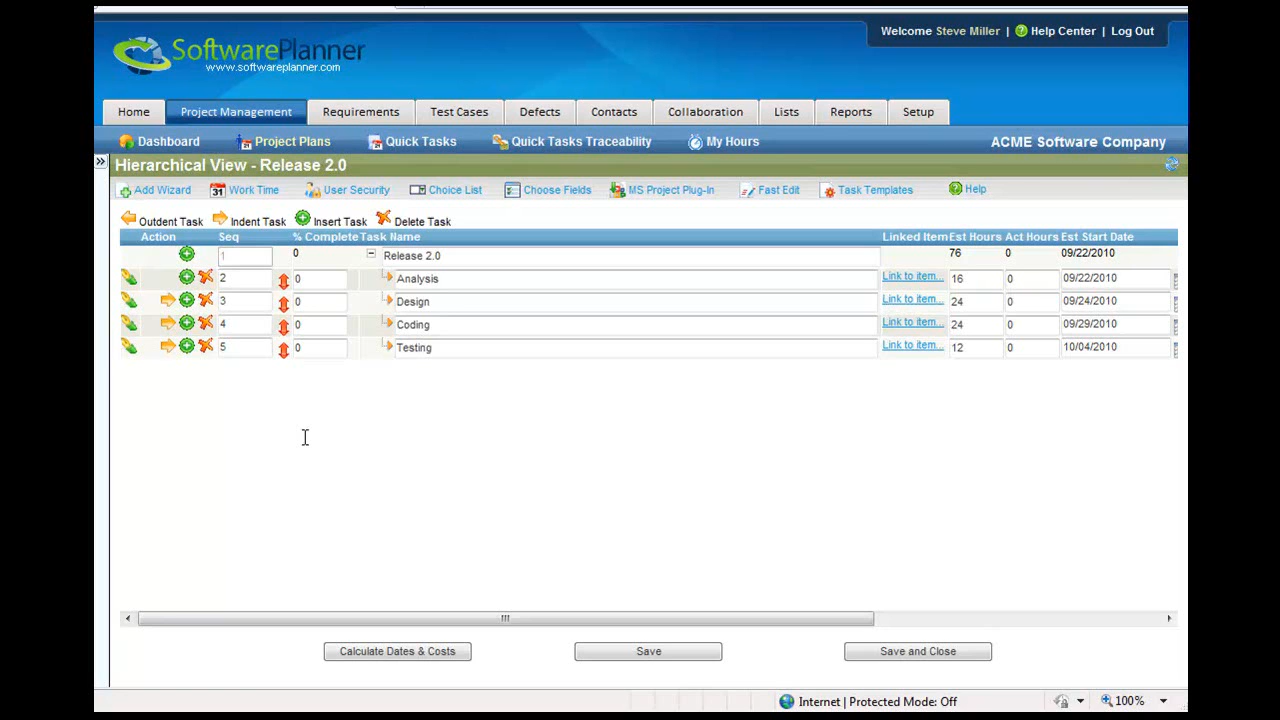 Welcome Steve Miller | Help Center | Log Out
SoftwarePlanner
www.softwareplanner.com
Home Project Management Requirements Test Cases Defects Contacts Collaboration Lists Reports Setup
Dashboard Project Plans Quick Tasks Quick Tasks Traceability My Hours ACME Software Company
» Hierarchical View - Release 2.0
Add Wizard 31 Work Time User Security Choice List Choose Fields MS Project Plug-In Fast Edit Task Templates Help
Outdent Task Indent Task Insert Task Delete Task
Action Seq % Complete Task Name Linked Item Est Hours Act Hours Est Start Date
1 0 Release 2.0 76 0 09/22/2010
2 0 Analysis Link to item... 16 0 09/22/2010
3 0 Design Link to item... 24 0 09/24/2010
4 0 Coding Link to item... 24 0 09/29/2010
5 0 Testing Link to item... 12 0 10/04/2010
Calculate Dates & Costs Save Save and Close
Internet | Protected Mode: Off 100%